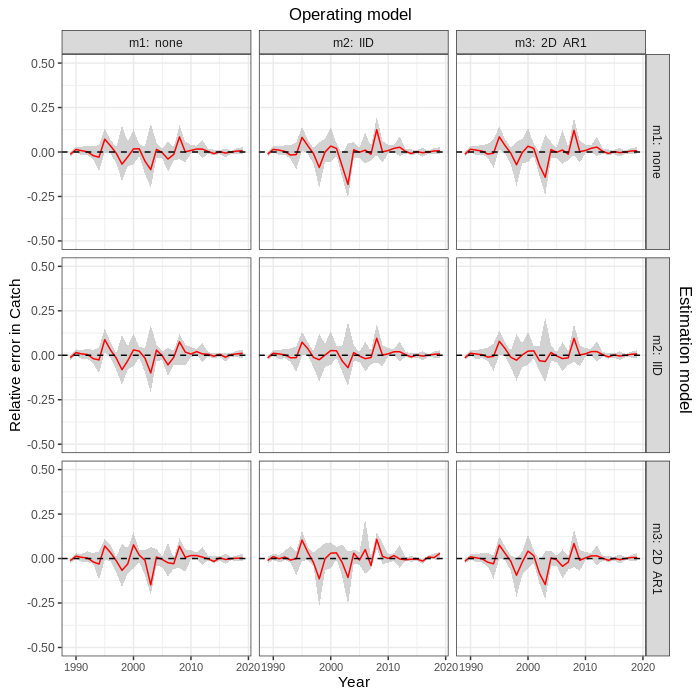 Operating model
m1: none
m2: IID
m3: 2D AR1
0.50
0.25
0.00
-0.25
-0.50
m1: none
0.50
0.25
0.00
-0.25
-0.50
m2: IID
0.50
0.25
0.00
-0.25
-0.50
m3: 2D AR1
Relative error in Catch
Estimation model
1990 2000 2010 2020
1990 2000 2010 2020
1990 2000 2010 2020
Year